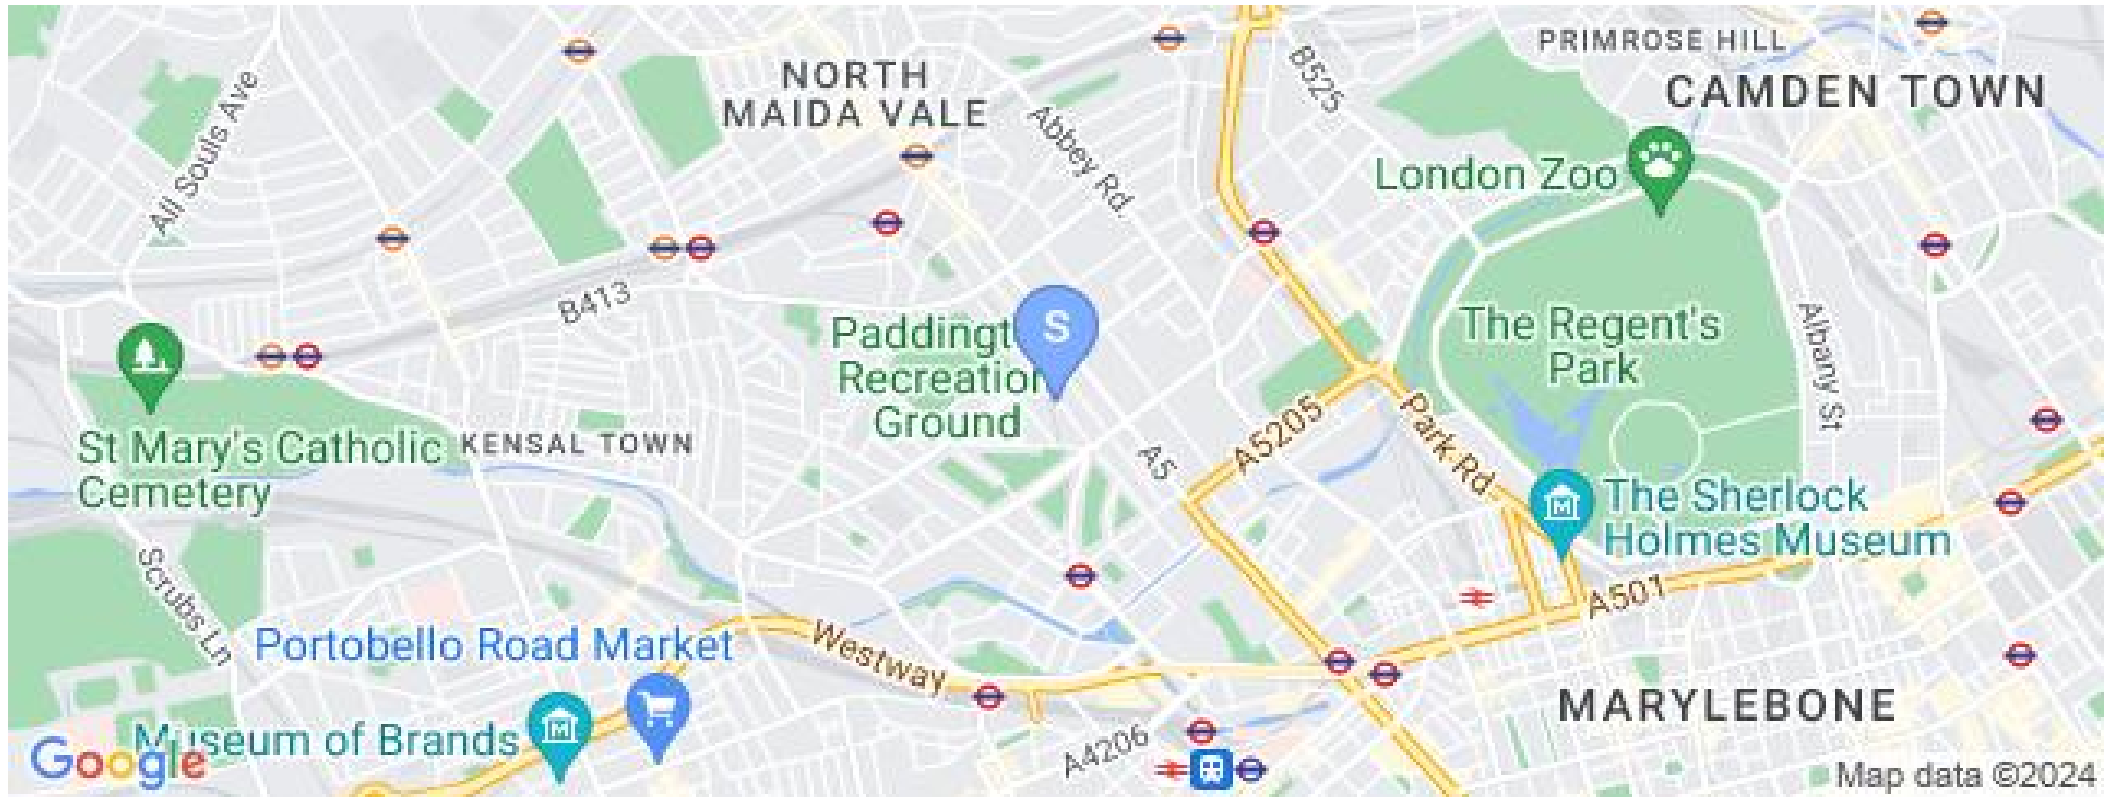 PRIMROSE HILL
CAMDEN TOWN
NORTH
MAIDA VALE
B525
All Souls Ave
Abbey Rd.
London Zoo
B413
Paddingt
Recreation
Ground
S
The Regent's
Park
Albany St
St Mary's Catholic
Cemetery
KENSAL TOWN
A5
A5205
Park Rd
The Sherlock
Holmes Museum
Scrubs Ln
A501
Portobello Road Market
Westway
MARYLEBONE
Museum of Brands
A4206
Google
Map data ©2024